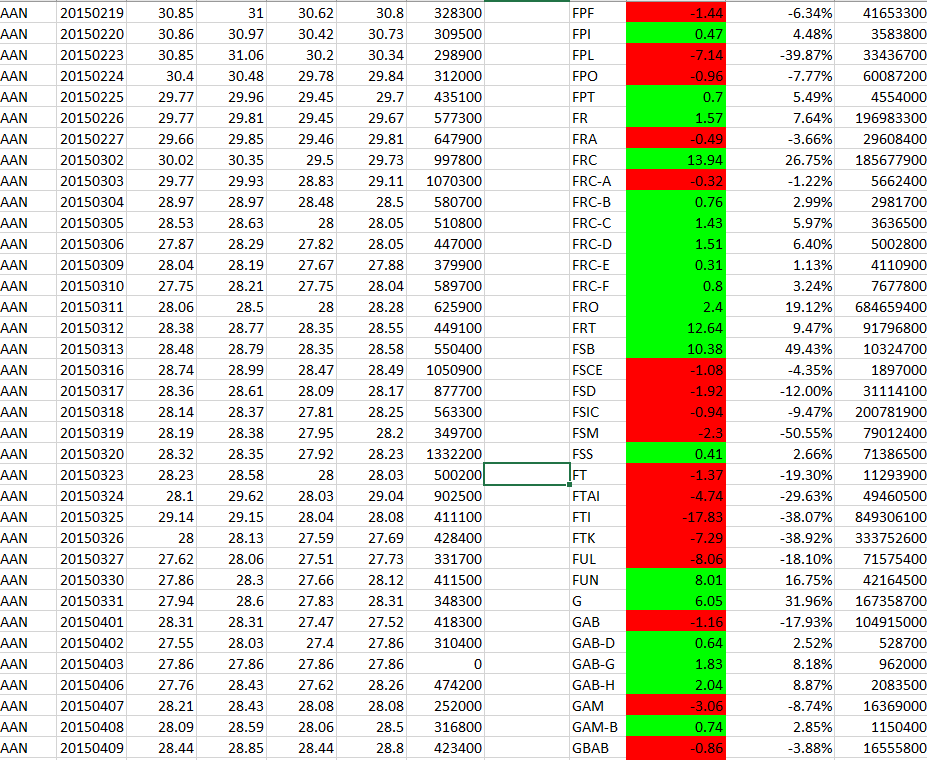 AAN 20150219 30.85 31 30.62 30.8 328300 FPF -1.44 -6.34% 41653300
AAN 20150220 30.86 30.97 30.42 30.73 309500 FPI 0.47 4.48% 3583800
AAN 20150223 30.85 31.06 30.2 30.34 298900 FPL -7.14 -39.87% 33436700
AAN 20150224 30.4 30.48 29.78 29.84 312000 FPO -0.96 -7.77% 60087200
AAN 20150225 29.77 29.96 29.45 29.7 435100 FPT 0.7 5.49% 4554000
AAN 20150226 29.77 29.81 29.45 29.67 577300 FR 1.57 7.64% 196983300
AAN 20150227 29.66 29.85 29.46 29.81 647900 FRA -0.49 -3.66% 29608400
AAN 20150302 30.02 30.35 29.5 29.73 997800 FRC 13.94 26.75% 185677900
AAN 20150303 29.77 29.93 28.83 29.11 1070300 FRC-A -0.32 -1.22% 5662400
AAN 20150304 28.97 28.97 28.48 28.5 580700 FRC-B 0.76 2.99% 2981700
AAN 20150305 28.53 28.63 28 28.05 510800 FRC-C 1.43 5.97% 3636500
AAN 20150306 27.87 28.29 27.82 28.05 447000 FRC-D 1.51 6.40% 5002800
AAN 20150309 28.04 28.19 27.67 27.88 379900 FRC-E 0.31 1.13% 4110900
AAN 20150310 27.75 28.21 27.75 28.04 589700 FRC-F 0.8 3.24% 7677800
AAN 20150311 28.06 28.5 28 28.28 625900 FRO 2.4 19.12% 684659400
AAN 20150312 28.38 28.77 28.35 28.55 449100 FRT 12.64 9.47% 91796800
AAN 20150313 28.48 28.79 28.35 28.58 550400 FSB 10.38 49.43% 10324700
AAN 20150316 28.74 28.99 28.47 28.49 1050900 FSCE -1.08 -4.35% 1897000
AAN 20150317 28.36 28.61 28.09 28.17 877700 FSD -1.92 -12.00% 31114100
AAN 20150318 28.14 28.37 27.81 28.25 563300 FSIC -0.94 -9.47% 200781900
AAN 20150319 28.19 28.38 27.95 28.2 349700 FSM -2.3 -50.55% 79012400
AAN 20150320 28.32 28.35 27.92 28.23 1332200 FSS 0.41 2.66% 71386500
AAN 20150323 28.23 28.58 28 28.03 500200 FT -1.37 -19.30% 11293900
AAN 20150324 28.1 29.62 28.03 29.04 902500 FTAI -4.74 -29.63% 49460500
AAN 20150325 29.14 29.15 28.04 28.08 411100 FTI -17.83 -38.07% 849306100
AAN 20150326 28 28.13 27.59 27.69 428400 FTK -7.29 -38.92% 333752600
AAN 20150327 27.62 28.06 27.51 27.73 331700 FUL -8.06 -18.10% 71575400
AAN 20150330 27.86 28.3 27.66 28.12 411500 FUN 8.01 16.75% 42164500
AAN 20150331 27.94 28.6 27.83 28.31 348300 G 6.05 31.96% 167358700
AAN 20150401 28.31 28.31 27.47 27.52 418300 GAB -1.16 -17.93% 104915000
AAN 20150402 27.55 28.03 27.4 27.86 310400 GAB-D 0.64 2.52% 528700
AAN 20150403 27.86 27.86 27.86 27.86 0 GAB-G 1.83 8.18% 962000
AAN 20150406 27.76 28.43 27.62 28.26 474200 GAB-H 2.04 8.87% 2083500
AAN 20150407 28.21 28.43 28.08 28.08 252000 GAM -3.06 -8.74% 16369000
AAN 20150408 28.09 28.59 28.06 28.5 316800 GAM-B 0.74 2.85% 1150400
AAN 20150409 28.44 28.85 28.44 28.8 423400 GBAB -0.86 -3.88% 16555800